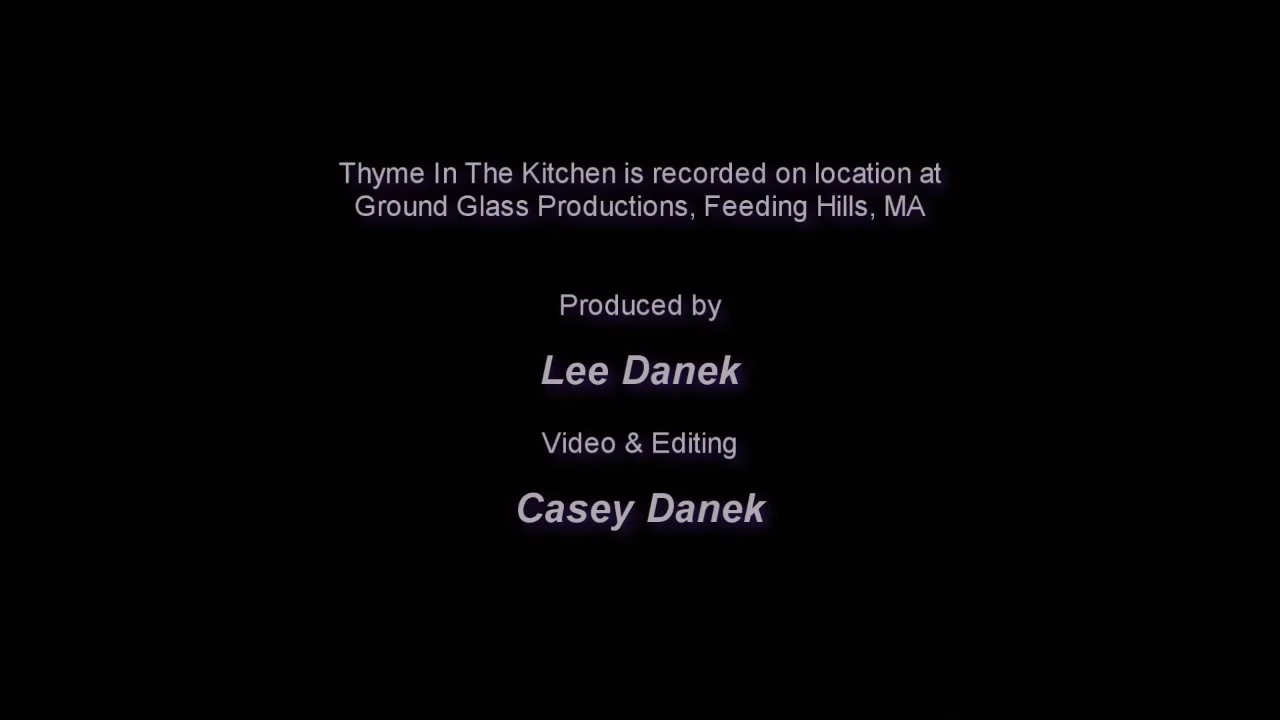 Thyme In The Kitchen is recorded on location at
Ground Glass Productions, Feeding Hills, MA
Produced by
Lee Danek
Video & Editing
Casey Danek